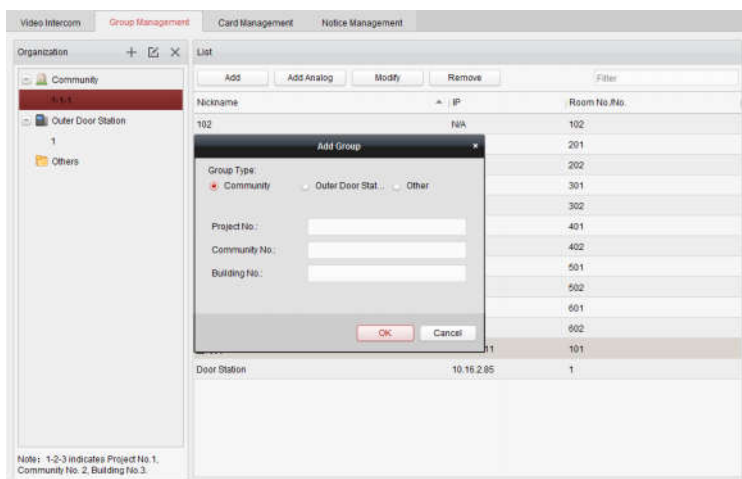 Video Intercom Group Management Card Management Notice Management
Organization List
Community
1-1-1
Outer Door Station
1
Others
Add Add Analog Modify Remove Filter
Nickname IP Room No./No.
102 N/A 102
201
202
301
302
401
402
501
502
601
602
11 101
Door Station 10.16.2.85 1
Add Group
Group Type:
Community Outer Door Stat... Other
Project No.:
Community No.:
Building No.:
OK Cancel
Note: 1-2-3 indicates Project No.1,
Community No. 2, Building No.3.